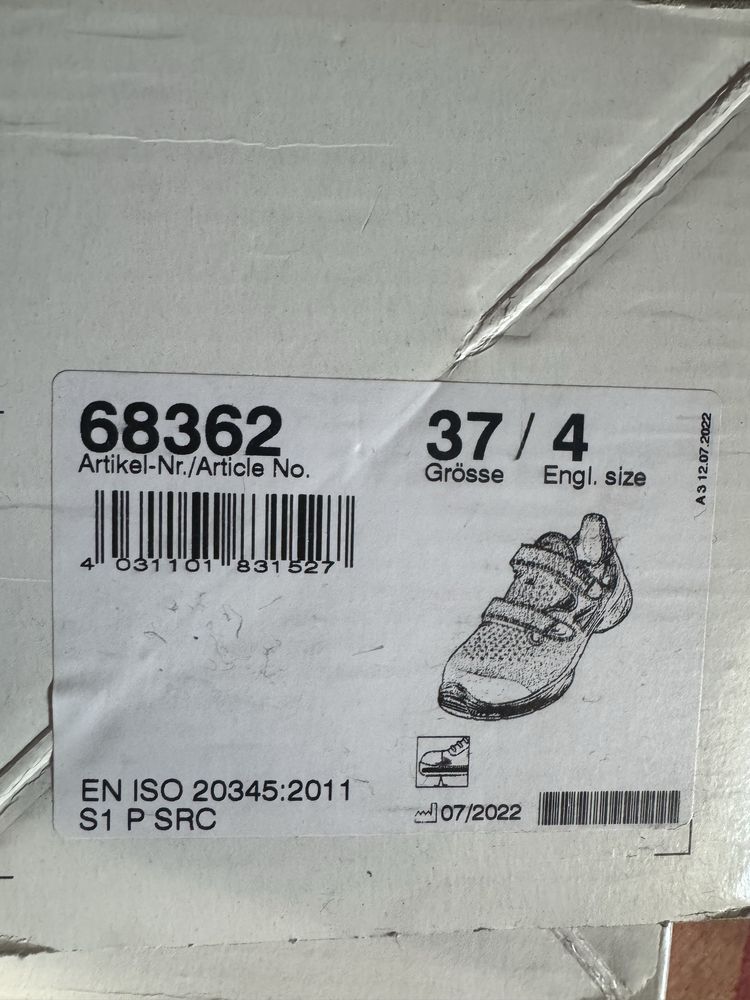 68362
Artikel-Nr./Article No.
37 / 4
Grösse Engl. size
A 3 12.07.2022
4 031101 831527
EN ISO 20345:2011
S1 P SRC
07/2022